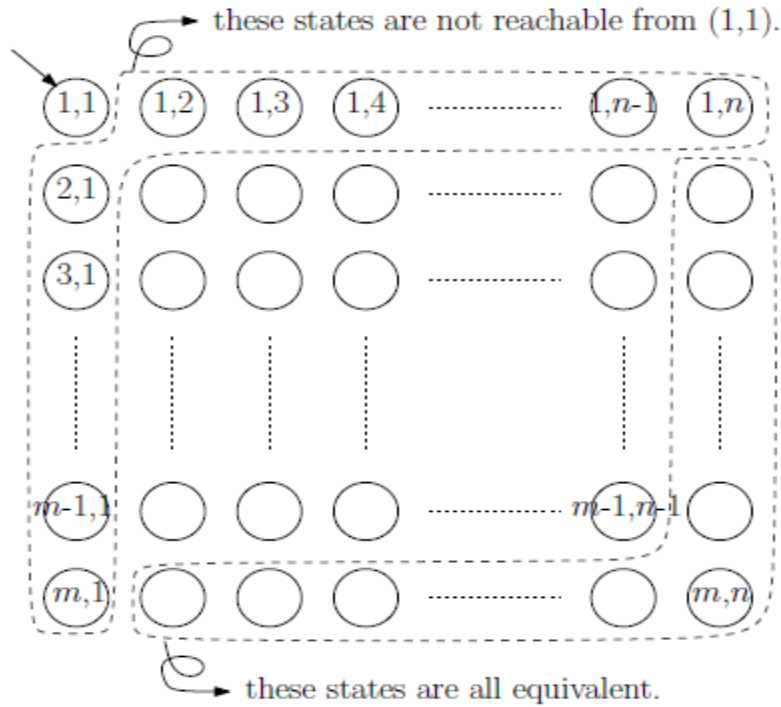 these states are not reachable from (1,1).
1,1 1,2 1,3 1,4 1,n-1 1,n
2,1
3,1
m-1,1 m-1,n-1
m,1 m,n
these states are all equivalent.